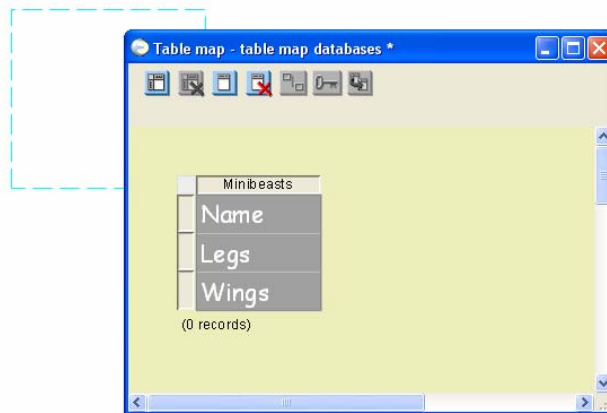 Table map - table map databases *
Minibeasts
Name
Legs
Wings
(0 records)